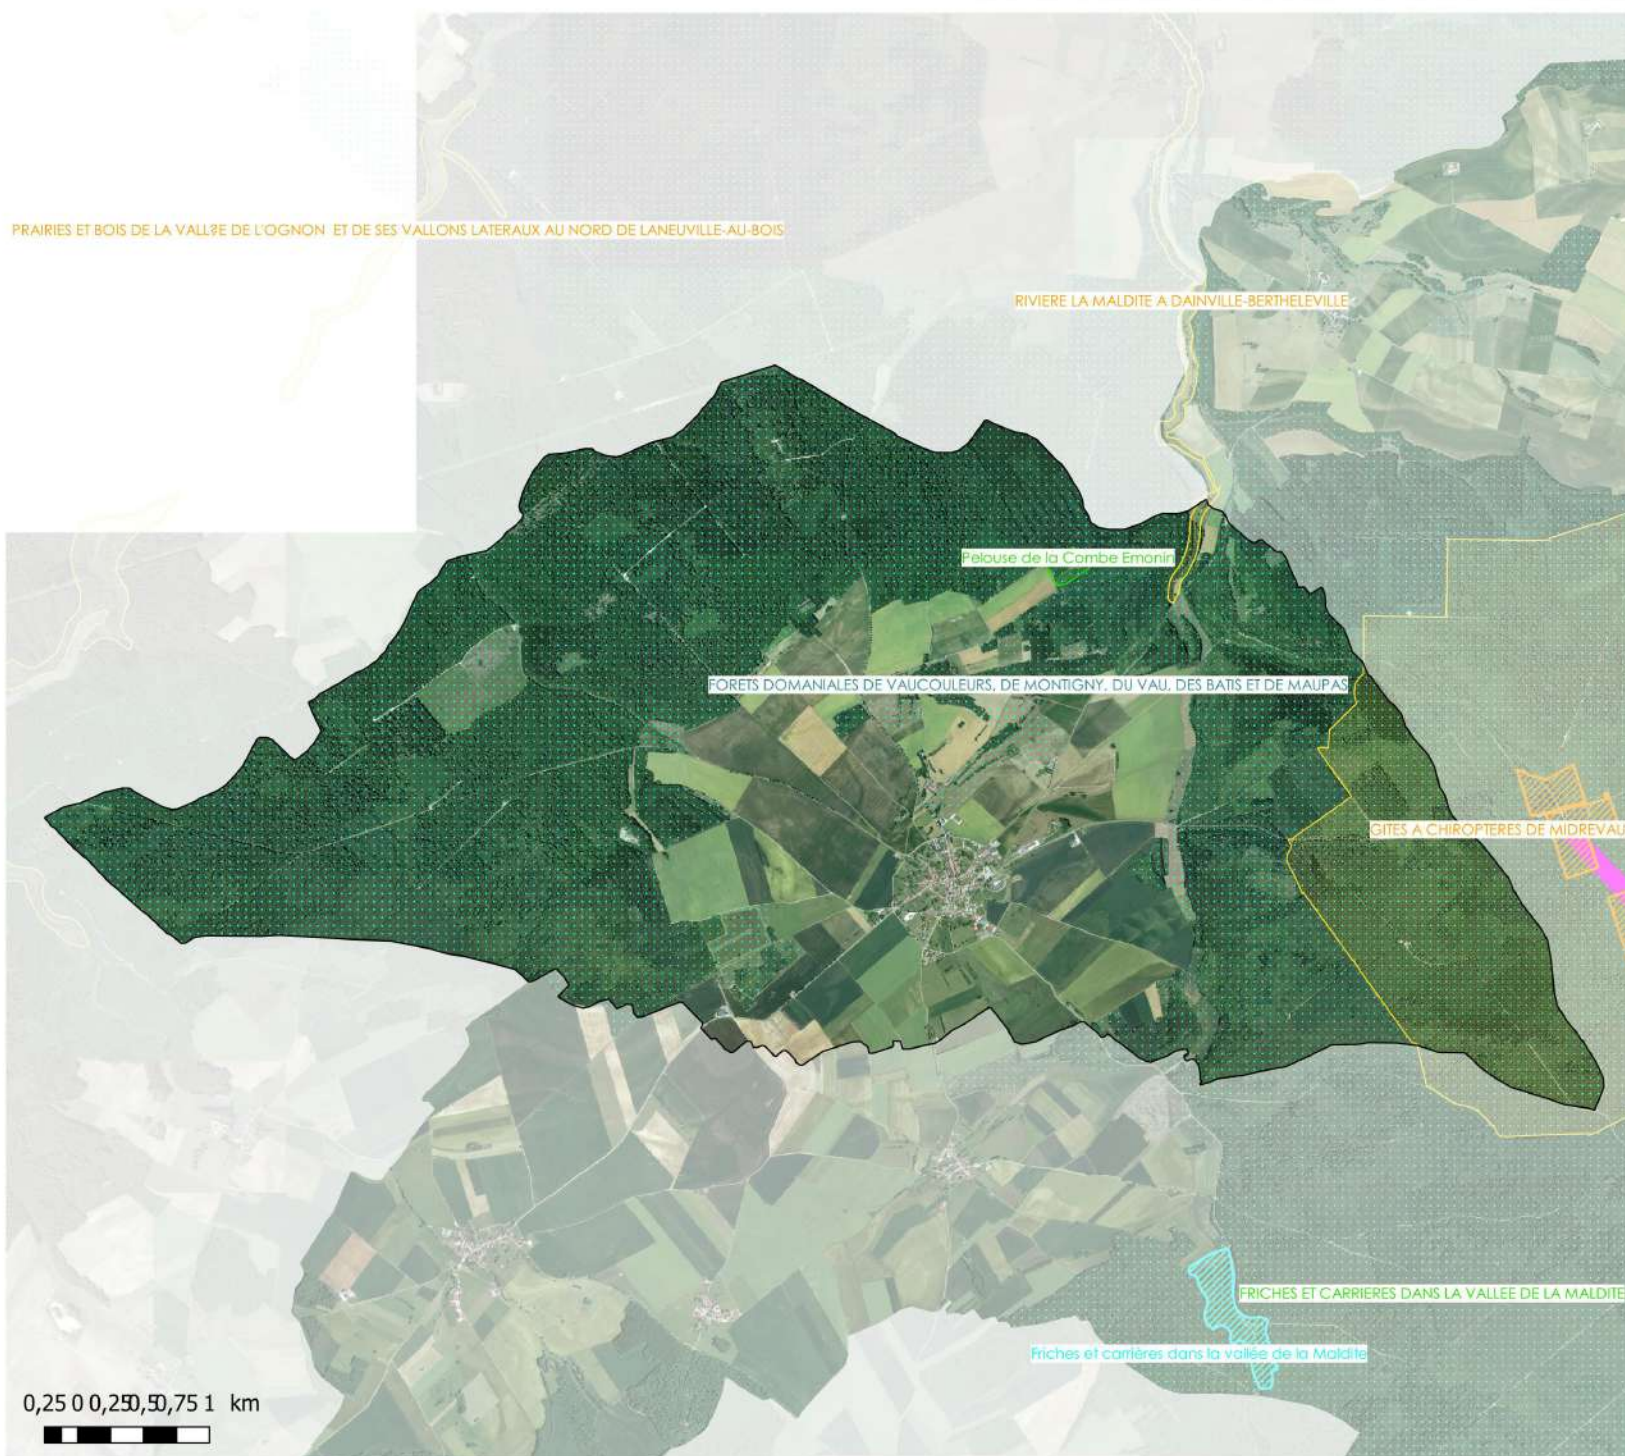 PRAIRIES ET BOIS DE LA VALL?E DE L'OGNON ET DE SES VALLONS LATERAUX AU NORD DE LANEUVILLE-AU-BOIS
RIVIERE LA MALDITE A DAINVILLE-BERTHELEVILLE
Pelouse de la Combe Emonin
FORETS DOMANIALES DE VAUCOULEURS, DE MONTIGNY, DU VAU, DES BATIS ET DE MAUPAS
GITES A CHIROPTERES DE MIDREVAU
FRICHES ET CARRIERES DANS LA VALLEE DE LA MALDITE
Friches et carrières dans la vallée de la Maldite
0,25 0 0,25 0,5 0,75 1 km